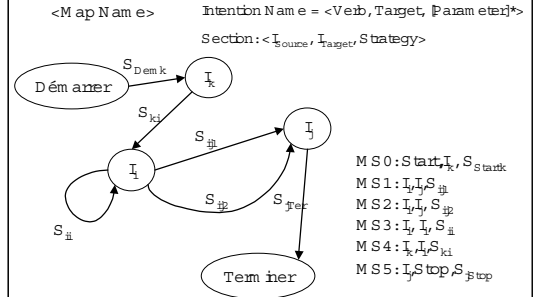 <Map Name>
Intention Name = <Verb, Target, [Parameter]*>
Section:<I_Source, I_Target, Strategy>
Démarrer
S_Demk
I_k
S_ki
I_i
S_ij1
I_j
S_ij2
S_jTer
S_ii
Terminer
MS0:Start,I_k, S_Startk
MS1:I_i,I_j,S_ij1
MS2:I_i,I_j, S_ij2
MS3:I_i,I_i, S_ii
MS4:I_k,I_i,S_ki
MS5:I_j,Stop,S_jStop